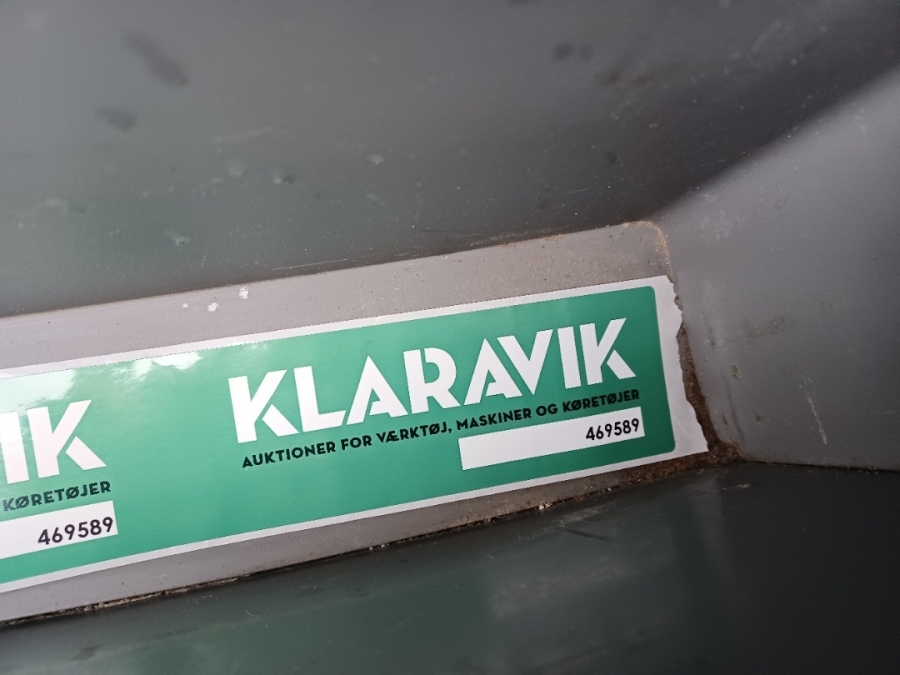 IK
KØRETØJER
469589
KLARAVIK
AUKTIONER FOR VÆRKTØJ, MASKINER OG KØRETØJER
469589